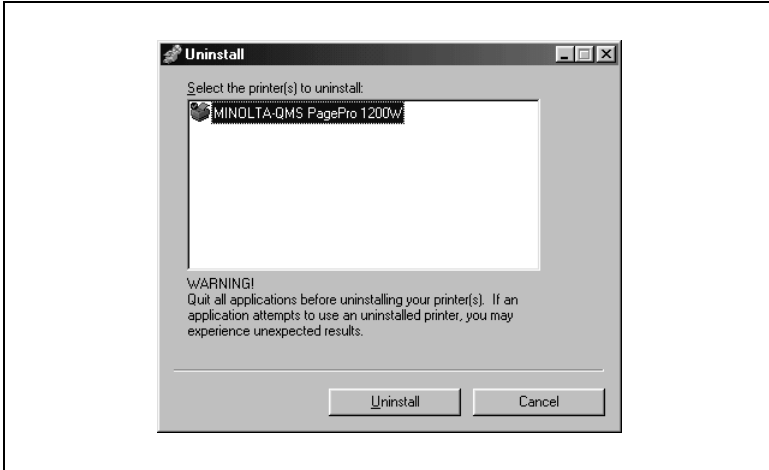 Uninstall
Select the printer(s) to uninstall:
MINOLTA-QMS PagePro 1200W
WARNING!
Quit all applications before uninstalling your printer(s). If an
application attempts to use an uninstalled printer, you may
experience unexpected results.
Uninstall Cancel